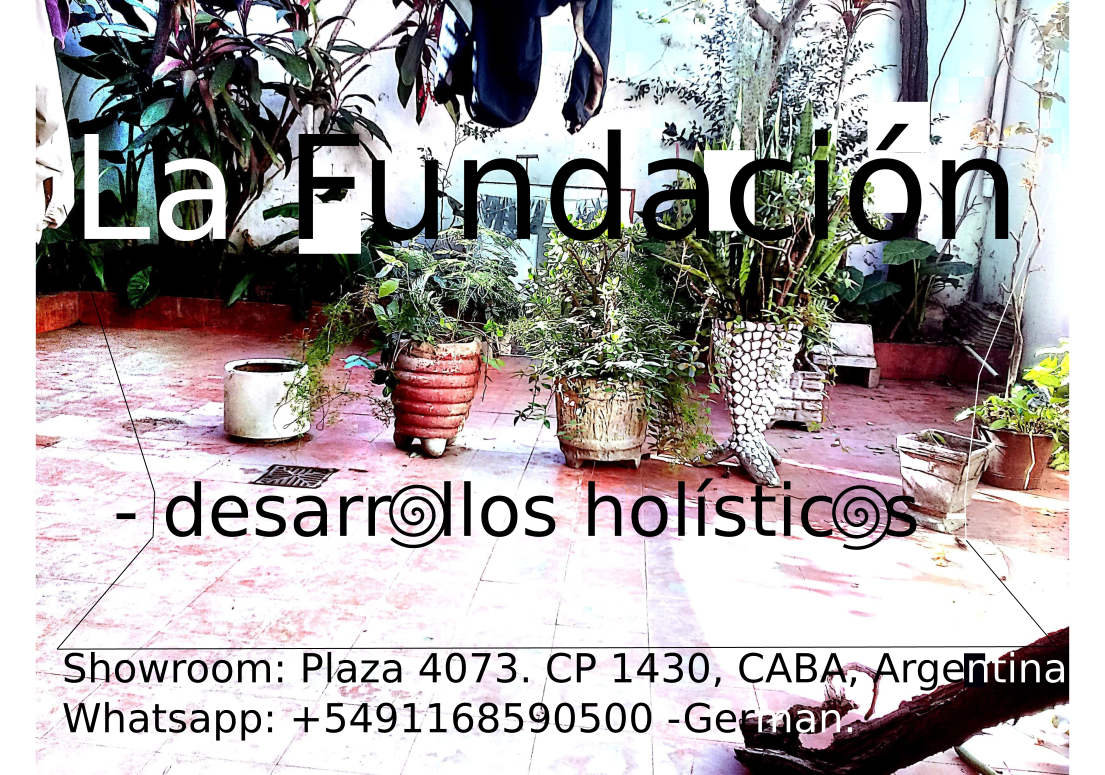 La Fundación
- desarrollos holísticos
Showroom: Plaza 4073. CP 1430, CABA, Argentina
Whatsapp: +5491168590500 -German.